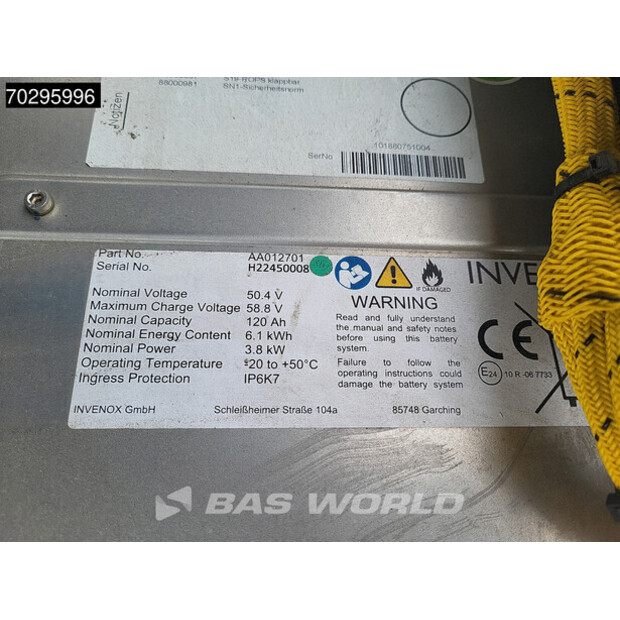 70295996
S19-ROPS klappbar
88000981 SN1-Sicherheitsnorm
Notizen
SerNo 101860751004
Part No. AA012701
Serial No. H22450008
IF DAMAGED
INVENOX
Nominal Voltage 50.4 V
Maximum Charge Voltage 58.8 V
Nominal Capacity 120 Ah
Nominal Energy Content 6.1 kWh
Nominal Power 3.8 kW
Operating Temperature -20 to +50°C
Ingress Protection IP6K7
WARNING
Read and fully understand
the manual and safety notes
before using this battery
system.
Failure to follow the
operating instructions could
damage the battery system
CE
E24 10 R -06 7733
INVENOX GmbH Schleißheimer Straße 104a 85748 Garching
BAS WORLD